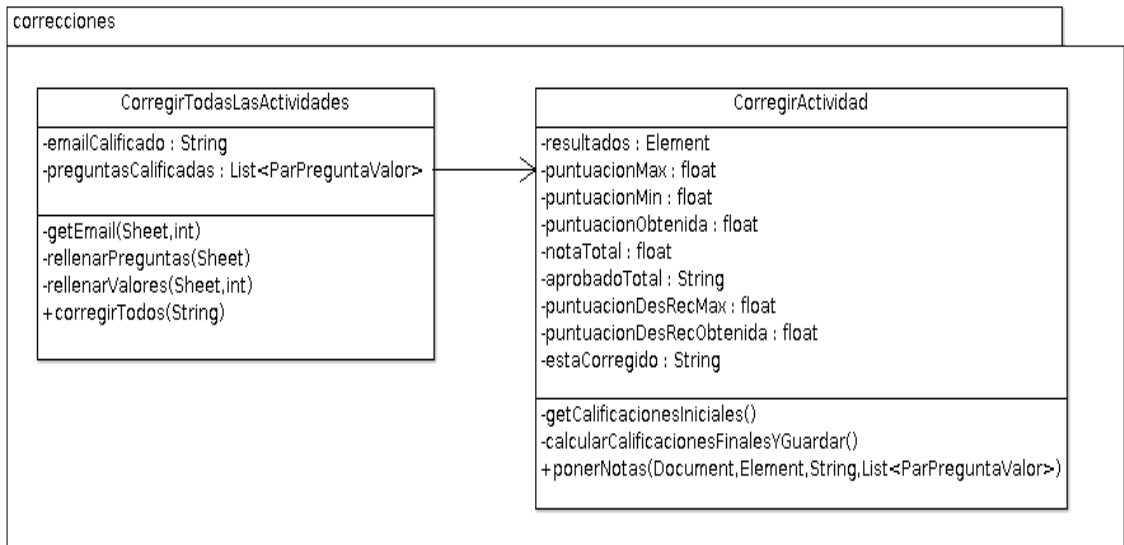 correcciones
CorregirTodasLasActividades
-emailCalificado : String
-preguntasCalificadas : List<ParPreguntaValor>
-getEmail(Sheet,int)
-rellenarPreguntas(Sheet)
-rellenarValores(Sheet,int)
+corregirTodos(String)
CorregirActividad
-resultados : Element
-puntuacionMax : float
-puntuacionMin : float
-puntuacionObtenida : float
-notaTotal : float
-aprobadoTotal : String
-puntuacionDesRecMax : float
-puntuacionDesRecObtenida : float
-estaCorregido : String
-getCalificacionesIniciales()
-calcularCalificacionesFinalesYGuardar()
+ponerNotas(Document,Element,String,List<ParPreguntaValor>)